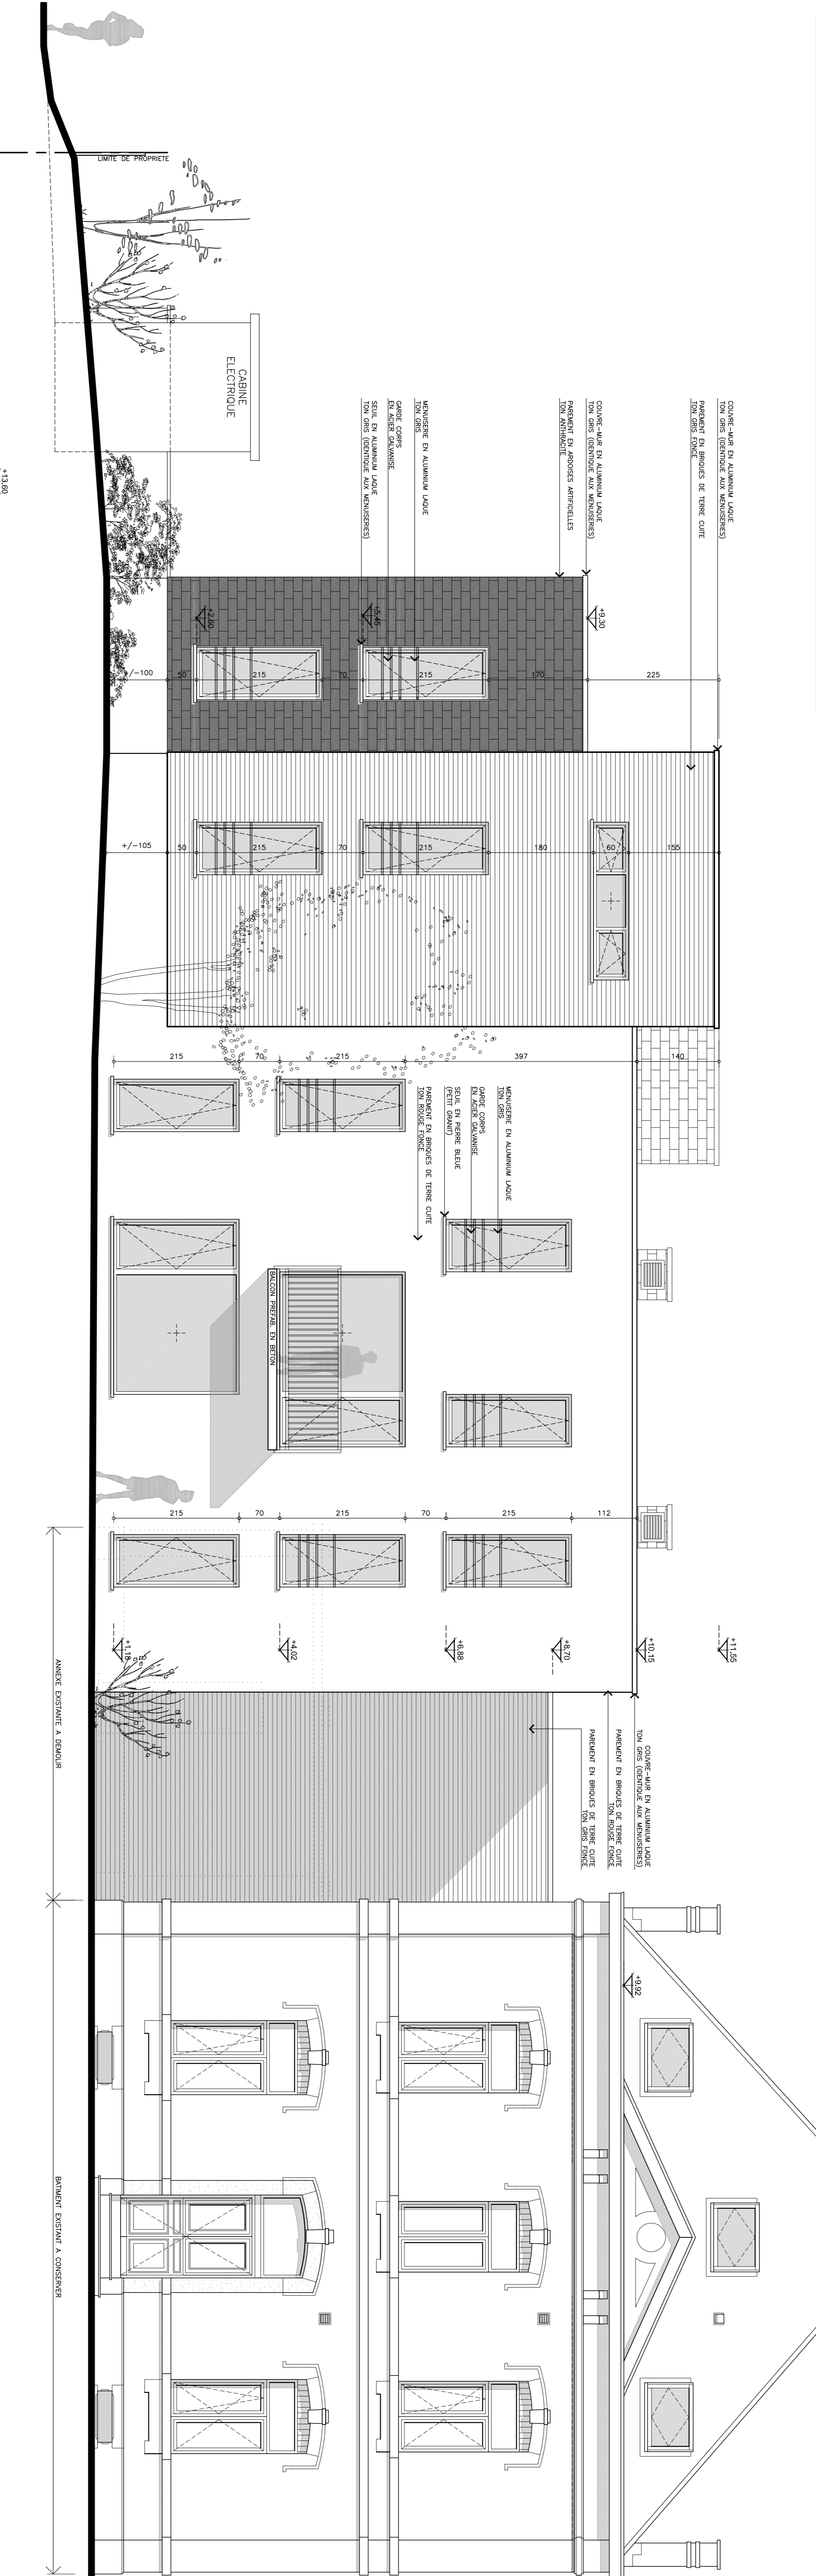 LIMITE DE PROPRIETE
CABINE
ELECTRIQUE
+13,60
COUVRE-MUR EN ALUMINIUM LAQUE
TON GRIS (IDENTIQUE AUX MENUISERIES)
PAREMENT EN BRIQUES DE TERRE CUITE
TON GRIS FONCE
COUVRE-MUR EN ALUMINIUM LAQUE
TON GRIS (IDENTIQUE AUX MENUISERIES)
PAREMENT EN ARDOISES ARTIFICIELLES
TON ANTHRACITE
MENUISERIE EN ALUMINIUM LAQUE
TON GRIS
GARDE CORPS
EN ACIER GALVANISE
SEUIL EN ALUMINIUM LAQUE
TON GRIS (IDENTIQUE AUX MENUISERIES)
+9,30
+5,45
+2,60
225
170
215
70
215
50
+/-100
155
60
180
215
70
215
50
+/-105
140
397
215
70
215
MENUISERIE EN ALUMINIUM LAQUE
TON GRIS
GARDE CORPS
EN ACIER GALVANISE
SEUIL EN PIERRE BLEUE
(PETIT GRANIT)
PAREMENT EN BRIQUES DE TERRE CUITE
TON ROUGE FONCE
BALCON PREFAB. EN BETON
112
215
70
215
70
215
+11,55
+10,15
+8,70
+6,88
+4,02
+1,18
COUVRE-MUR EN ALUMINIUM LAQUE
TON GRIS (IDENTIQUE AUX MENUISERIES)
PAREMENT EN BRIQUES DE TERRE CUITE
TON ROUGE FONCE
PAREMENT EN BRIQUES DE TERRE CUITE
TON GRIS FONCE
+9,92
ANNEXE EXISTANTE A DEMOLIR
BATIMENT EXISTANT A CONSERVER